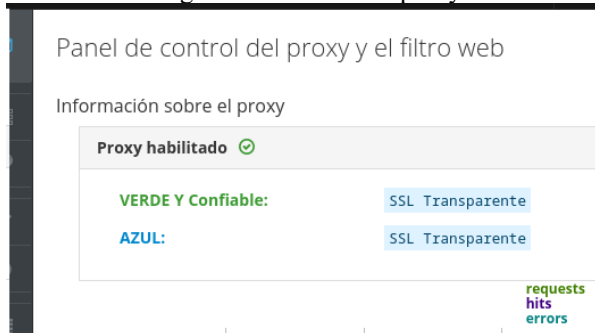 Panel de control del proxy y el filtro web
Información sobre el proxy
Proxy habilitado
VERDE Y Confiable: SSL Transparente
AZUL: SSL Transparente
requests
hits
errors